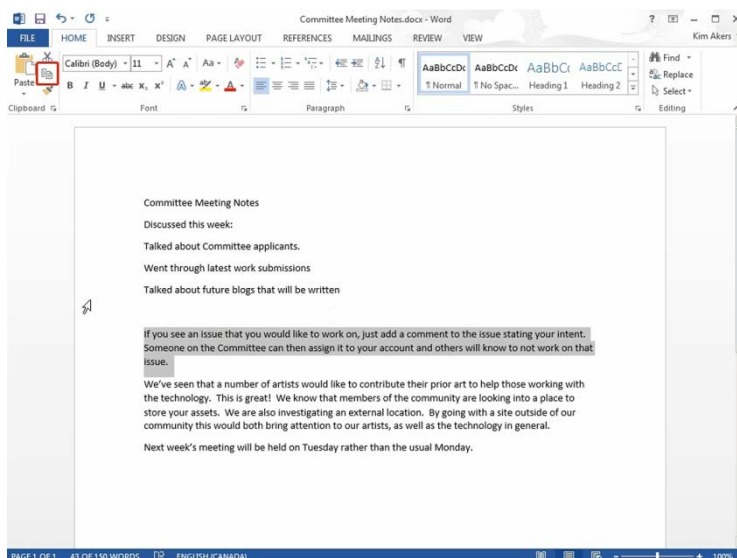 Committee Meeting Notes.docx - Word
FILE HOME INSERT DESIGN PAGE LAYOUT REFERENCES MAILINGS REVIEW VIEW Kim Akers
Paste
Calibri (Body) 11 A A Aa
B I U abc X₂ X² A A
AaBbCcDc AaBbCcDc AaBbC AaBbCcC
¶ Normal ¶ No Spac... Heading 1 Heading 2
Find
Replace
Select
Clipboard Font Paragraph Styles Editing
Committee Meeting Notes
Discussed this week:
Talked about Committee applicants.
Went through latest work submissions
Talked about future blogs that will be written
If you see an issue that you would like to work on, just add a comment to the issue stating your intent.
Someone on the Committee can then assign it to your account and others will know to not work on that
issue.
We've seen that a number of artists would like to contribute their prior art to help those working with
the technology.  This is great!  We know that members of the community are looking into a place to
store your assets.  We are also investigating an external location.  By going with a site outside of our
community this would both bring attention to our artists, as well as the technology in general.
Next week's meeting will be held on Tuesday rather than the usual Monday.
PAGE 1 OF 1 43 OF 150 WORDS ENGLISH (CANADA) 100%